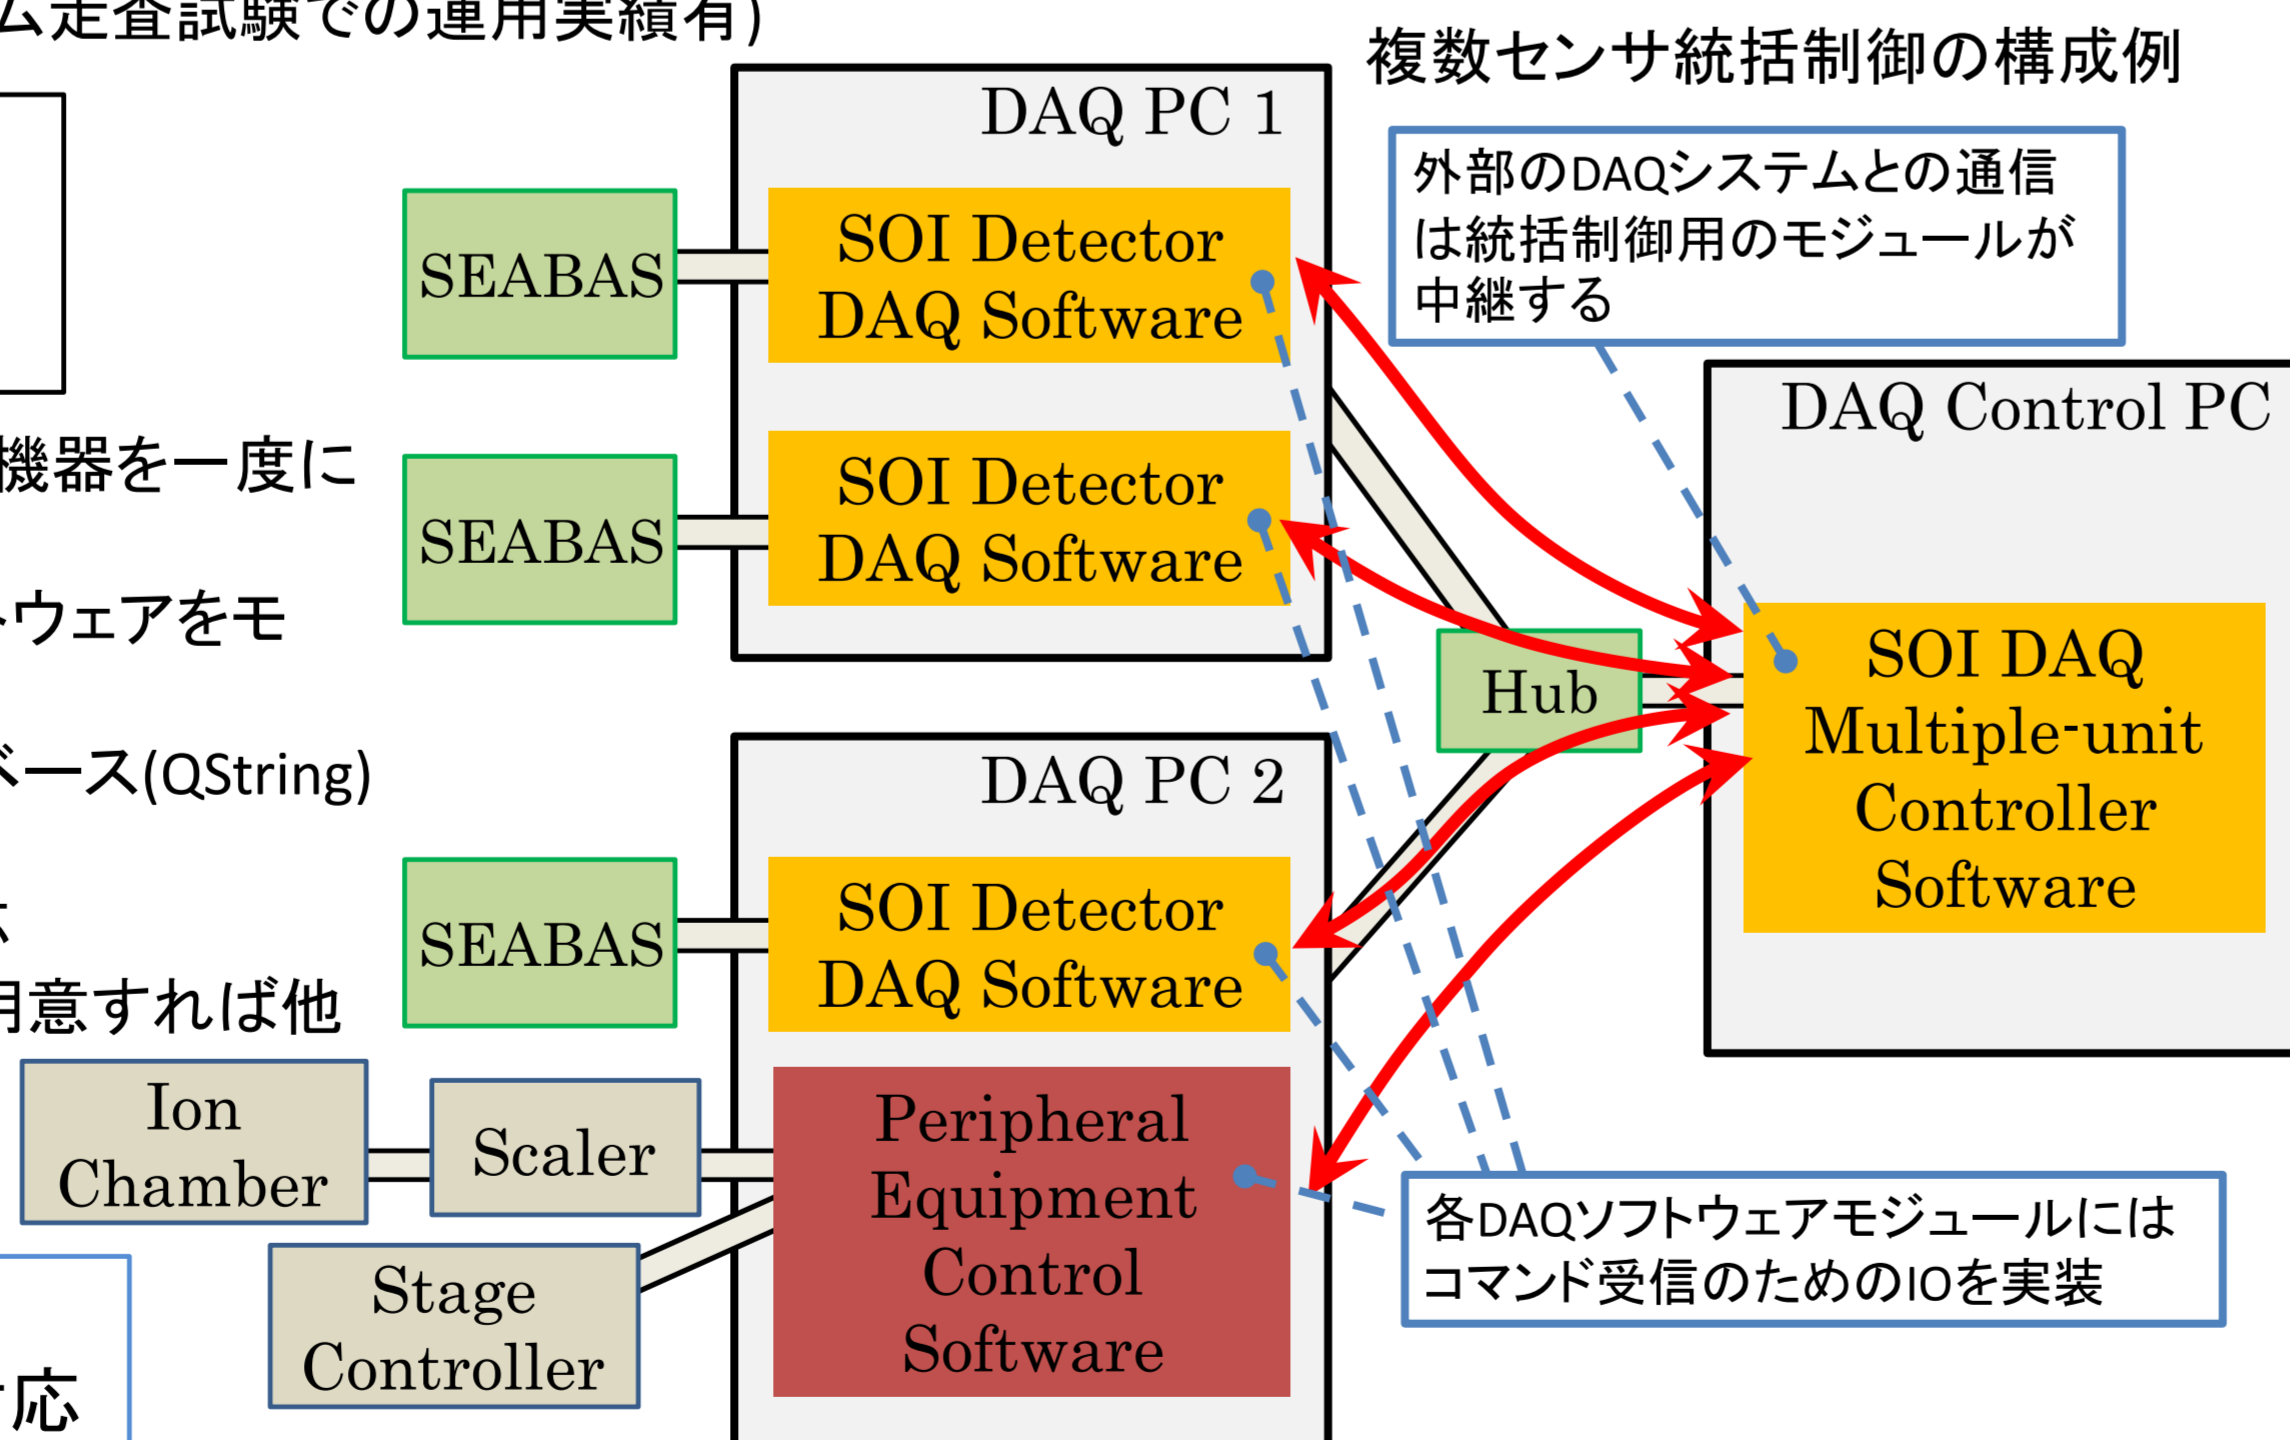 ム走査試験での運用実績有)
複数センサ統括制御の構成例
DAQ PC 1
外部のDAQシステムとの通信
は統括制御用のモジュールが
中継する
SEABAS
SOI Detector
DAQ Software
DAQ Control PC
機器を一度に
SEABAS
SOI Detector
DAQ Software
トウェアをモ
Hub
SOI DAQ
Multiple-unit
Controller
Software
ベース(QString)
DAQ PC 2
SEABAS
SOI Detector
DAQ Software
用意すれば他
Ion
Chamber
Scaler
Peripheral
Equipment
Control
Software
Stage
Controller
各DAQソフトウェアモジュールには
コマンド受信のためのIOを実装
応